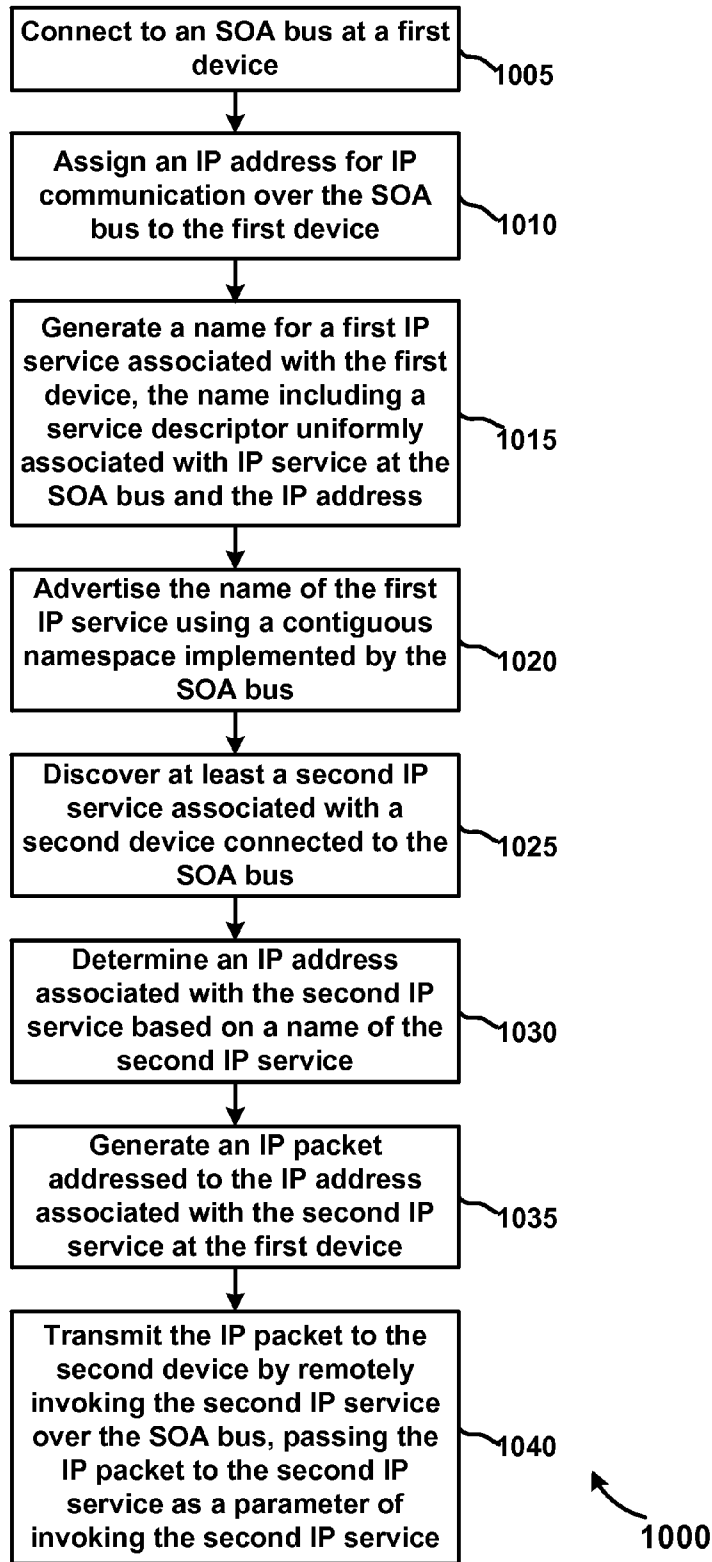 Connect to an SOA bus at a first
device
1005
Assign an IP address for IP
communication over the SOA
bus to the first device
1010
Generate a name for a first IP
service associated with the first
device, the name including a
service descriptor uniformly
associated with IP service at the
SOA bus and the IP address
1015
Advertise the name of the first
IP service using a contiguous
namespace implemented by the
SOA bus
1020
Discover at least a second IP
service associated with a
second device connected to the
SOA bus
1025
Determine an IP address
associated with the second IP
service based on a name of the
second IP service
1030
Generate an IP packet
addressed to the IP address
associated with the second IP
service at the first device
1035
Transmit the IP packet to the
second device by remotely
invoking the second IP service
over the SOA bus, passing the
IP packet to the second IP
service as a parameter of
invoking the second IP service
1040
1000